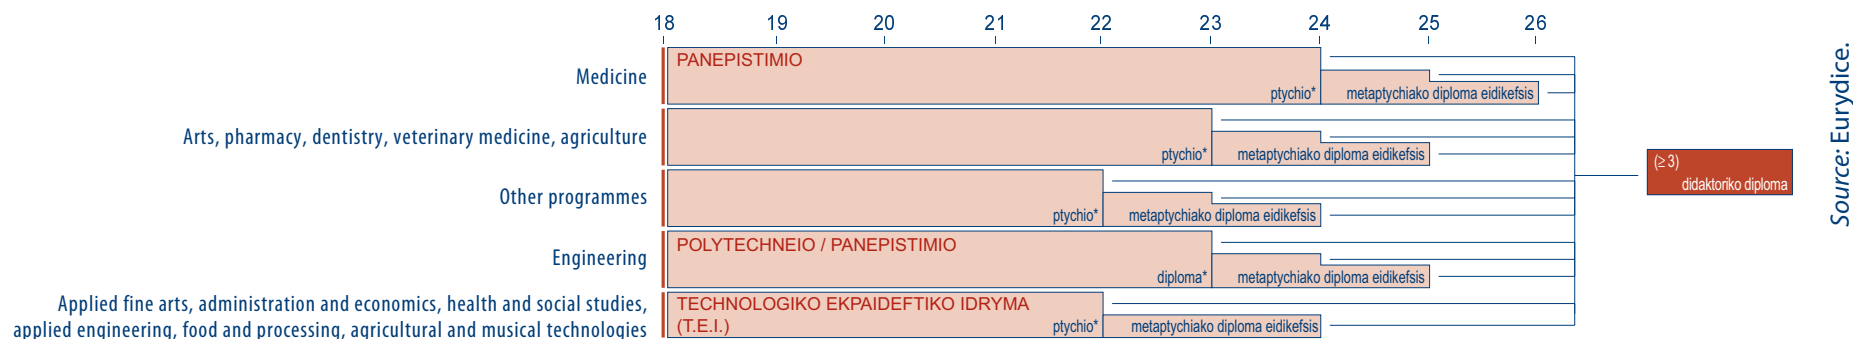 18 19 20 21 22 23 24 25 26
Medicine
PANEPISTIMIO
ptychio*
metaptychiako diploma eidikefsis
Arts, pharmacy, dentistry, veterinary medicine, agriculture
ptychio*
metaptychiako diploma eidikefsis
Other programmes
ptychio*
metaptychiako diploma eidikefsis
Engineering
POLYTECHNEIO / PANEPISTIMIO
diploma*
metaptychiako diploma eidikefsis
Applied fine arts, administration and economics, health and social studies,
applied engineering, food and processing, agricultural and musical technologies
TECHNOLOGIKO EKPAIDEFTIKO IDRYMA
(T.E.I.)
ptychio*
metaptychiako diploma eidikefsis
(≥ 3)
didaktoriko diploma
Source: Eurydice.